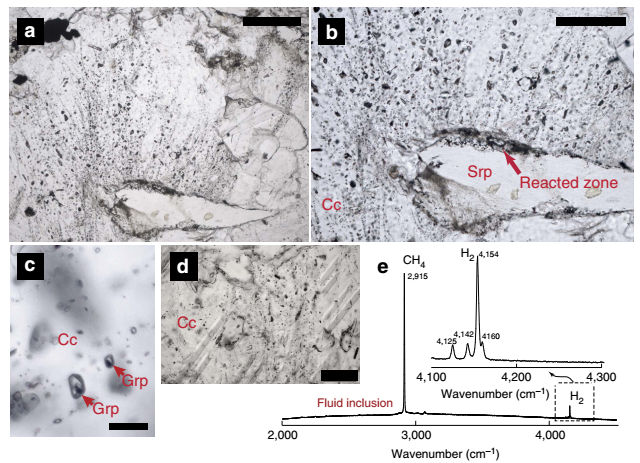 a
b
Srp
Reacted zone
Cc
c
Cc
Grp
Grp
d
Cc
e
CH4
2,915
H2
4,154
4,125
4,142
4160
4,100
4,200
4,300
Wavenumber (cm−1)
Fluid inclusion
H2
2,000
3,000
4,000
Wavenumber (cm−1)